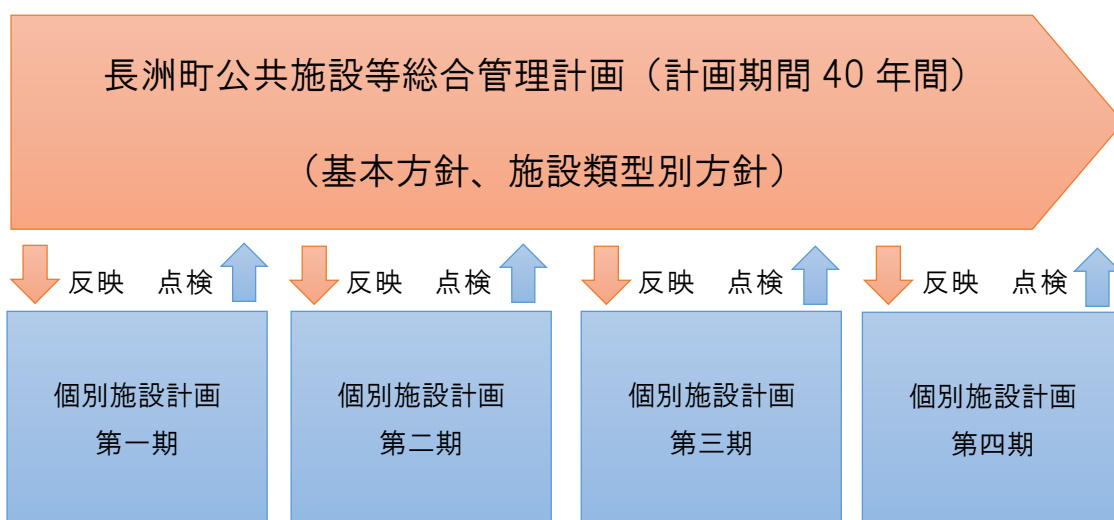 長洲町公共施設等総合管理計画（計画期間 40 年間）
（基本方針、施設類型別方針）
反映 点検
反映 点検
反映 点検
反映 点検
個別施設計画
第一期
個別施設計画
第二期
個別施設計画
第三期
個別施設計画
第四期